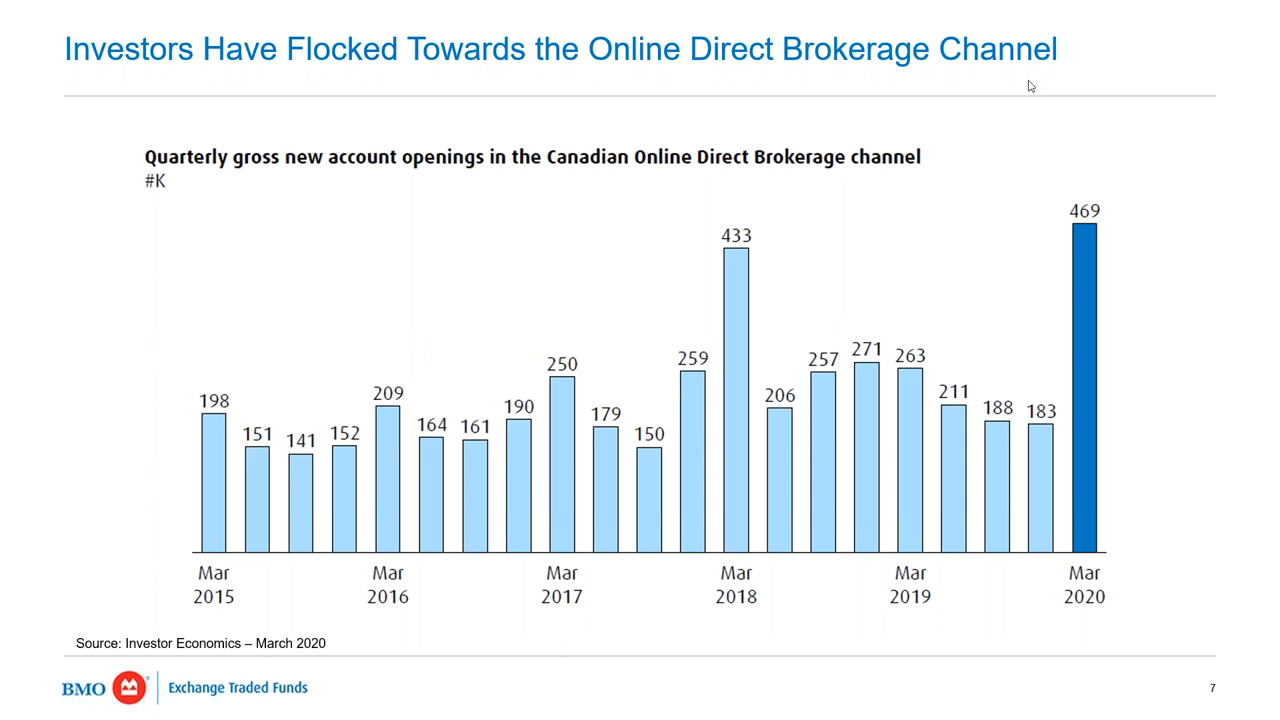 Investors Have Flocked Towards the Online Direct Brokerage Channel
Quarterly gross new account openings in the Canadian Online Direct Brokerage channel
#K
198
151
141
152
209
164
161
190
250
179
150
259
433
206
257
271
263
211
188
183
469
Mar 2015
Mar 2016
Mar 2017
Mar 2018
Mar 2019
Mar 2020
Source: Investor Economics – March 2020
BMO Exchange Traded Funds
7